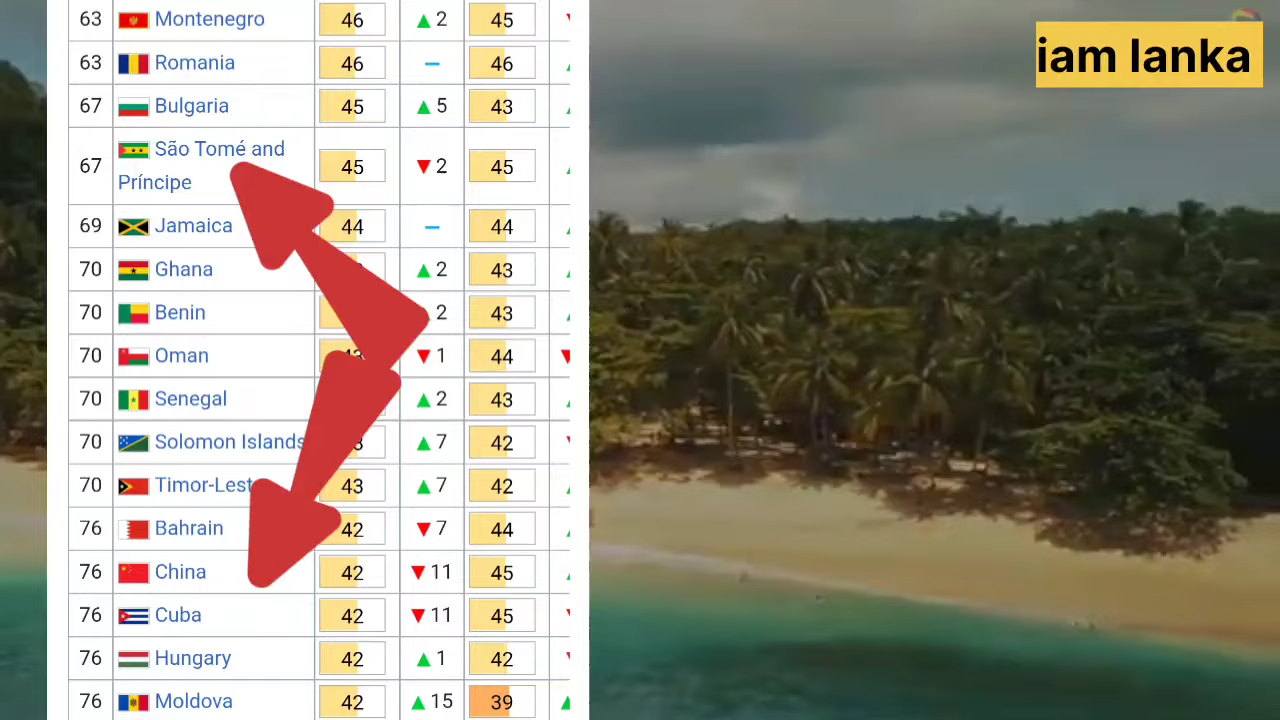 iam lanka
63 Montenegro 46 ▲ 2 45
63 Romania 46 – 46
67 Bulgaria 45 ▲ 5 43
67 São Tomé and
Príncipe 45 ▼ 2 45
69 Jamaica 44 – 44
70 Ghana ▲ 2 43
70 Benin 2 43
70 Oman 43 ▼ 1 44
70 Senegal ▲ 2 43
70 Solomon Islands ▲ 7 42
70 Timor-Lest 43 ▲ 7 42
76 Bahrain 42 ▼ 7 44
76 China 42 ▼ 11 45
76 Cuba 42 ▼ 11 45
76 Hungary 42 ▲ 1 42
76 Moldova 42 ▲ 15 39